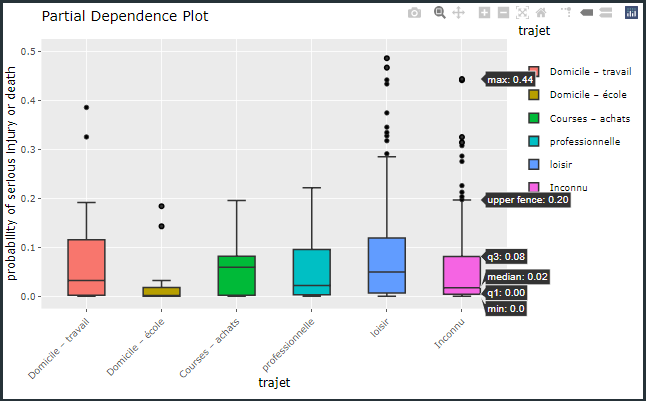 Partial Dependence Plot
trajet
0.5
0.4
0.3
0.2
0.1
0.0
probability of serious injury or death
Domicile – travail
Domicile – école
Courses – achats
professionnelle
loisir
Inconnu
max: 0.44
upper fence: 0.20
q3: 0.08
median: 0.02
q1: 0.00
min: 0.0
Domicile – travail
Domicile – école
Courses – achats
professionnelle
loisir
Inconnu
trajet